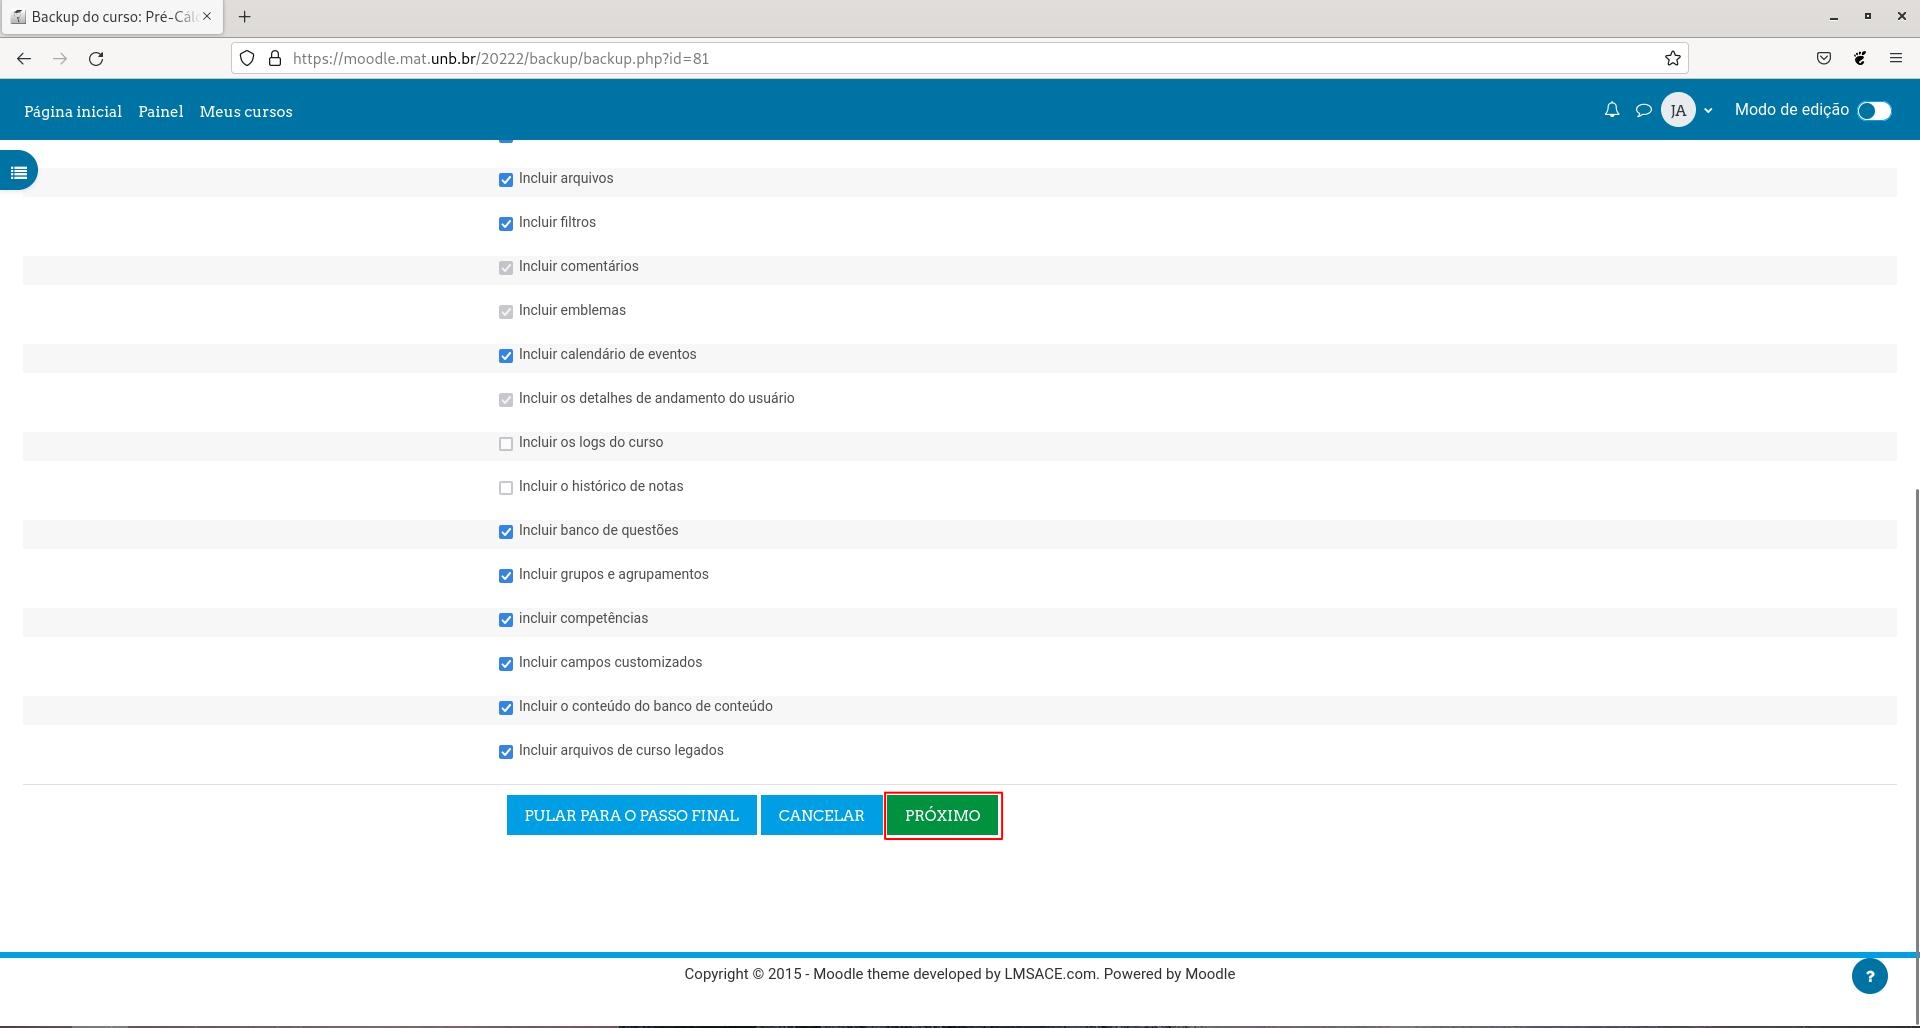 Backup do curso: Pré-Cálc
https://moodle.mat.unb.br/20222/backup/backup.php?id=81
Página inicial Painel Meus cursos JA Modo de edição
Incluir arquivos
Incluir filtros
Incluir comentários
Incluir emblemas
Incluir calendário de eventos
Incluir os detalhes de andamento do usuário
Incluir os logs do curso
Incluir o histórico de notas
Incluir banco de questões
Incluir grupos e agrupamentos
incluir competências
Incluir campos customizados
Incluir o conteúdo do banco de conteúdo
Incluir arquivos de curso legados
PULAR PARA O PASSO FINAL CANCELAR PRÓXIMO
Copyright © 2015 - Moodle theme developed by LMSACE.com. Powered by Moodle
?